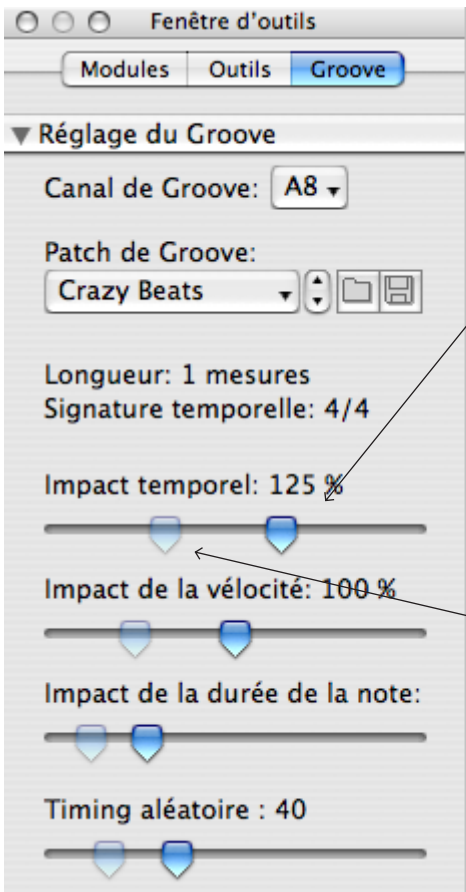 Fenêtre d'outils
Modules Outils Groove
Réglage du Groove
Canal de Groove: A8
Patch de Groove:
Crazy Beats
Longueur: 1 mesures
Signature temporelle: 4/4
Impact temporel: 125 %
Impact de la vélocité: 100 %
Impact de la durée de la note:
Timing aléatoire : 40